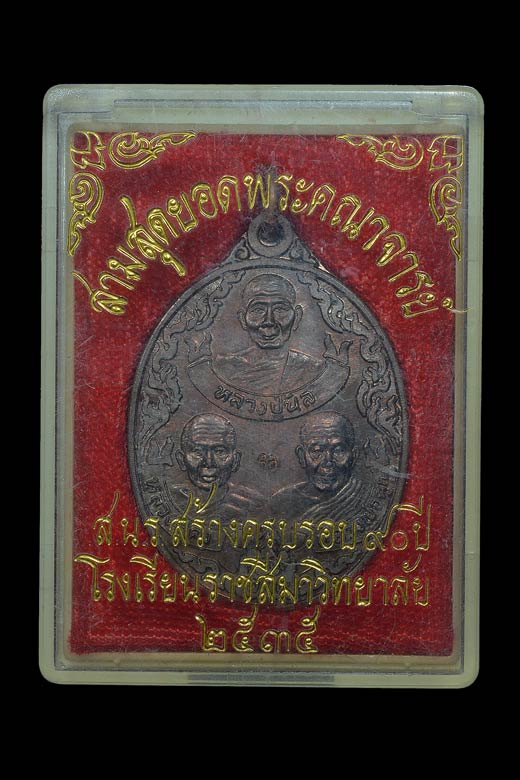 สามสุดยอดพระคณาจารย์
หลวงปู่นิล
ส.น.ร.สร้างครบรอบ ๙๐ ปี
โรงเรียนราชสีมาวิทยาลัย
๒๕๓๕